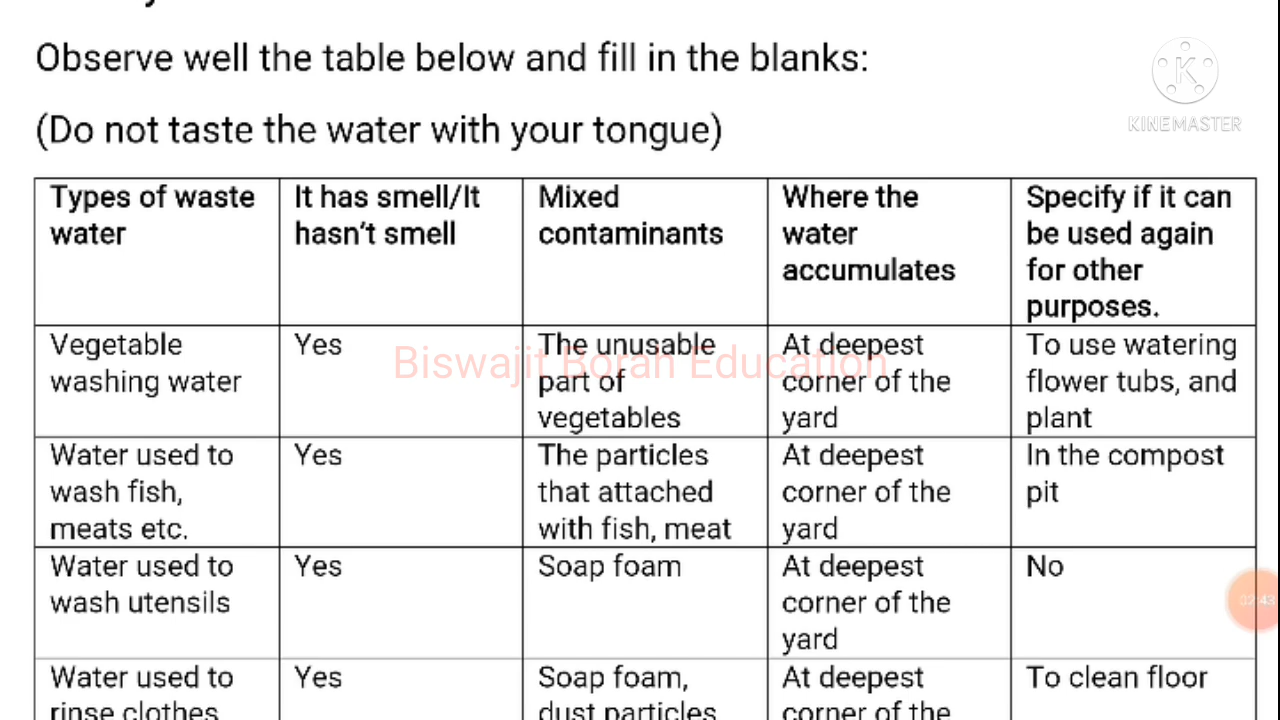 Observe well the table below and fill in the blanks:
(Do not taste the water with your tongue)
KINEMASTER
Types of waste water | It has smell/It hasn't smell | Mixed contaminants | Where the water accumulates | Specify if it can be used again for other purposes.
Vegetable washing water | Yes | The unusable part of vegetables | At deepest corner of the yard | To use watering flower tubs, and plant
Biswajit Borah Education
Water used to wash fish, meats etc. | Yes | The particles that attached with fish, meat | At deepest corner of the yard | In the compost pit
Water used to wash utensils | Yes | Soap foam | At deepest corner of the yard | No
02:43
Water used to rinse clothes | Yes | Soap foam, dust particles | At deepest corner of the | To clean floor